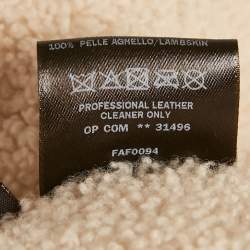 100% PELLE AGNELLO/LAMBSKIN
PROFESSIONAL LEATHER
CLEANER ONLY
OP COM ** 31496
FAF0094